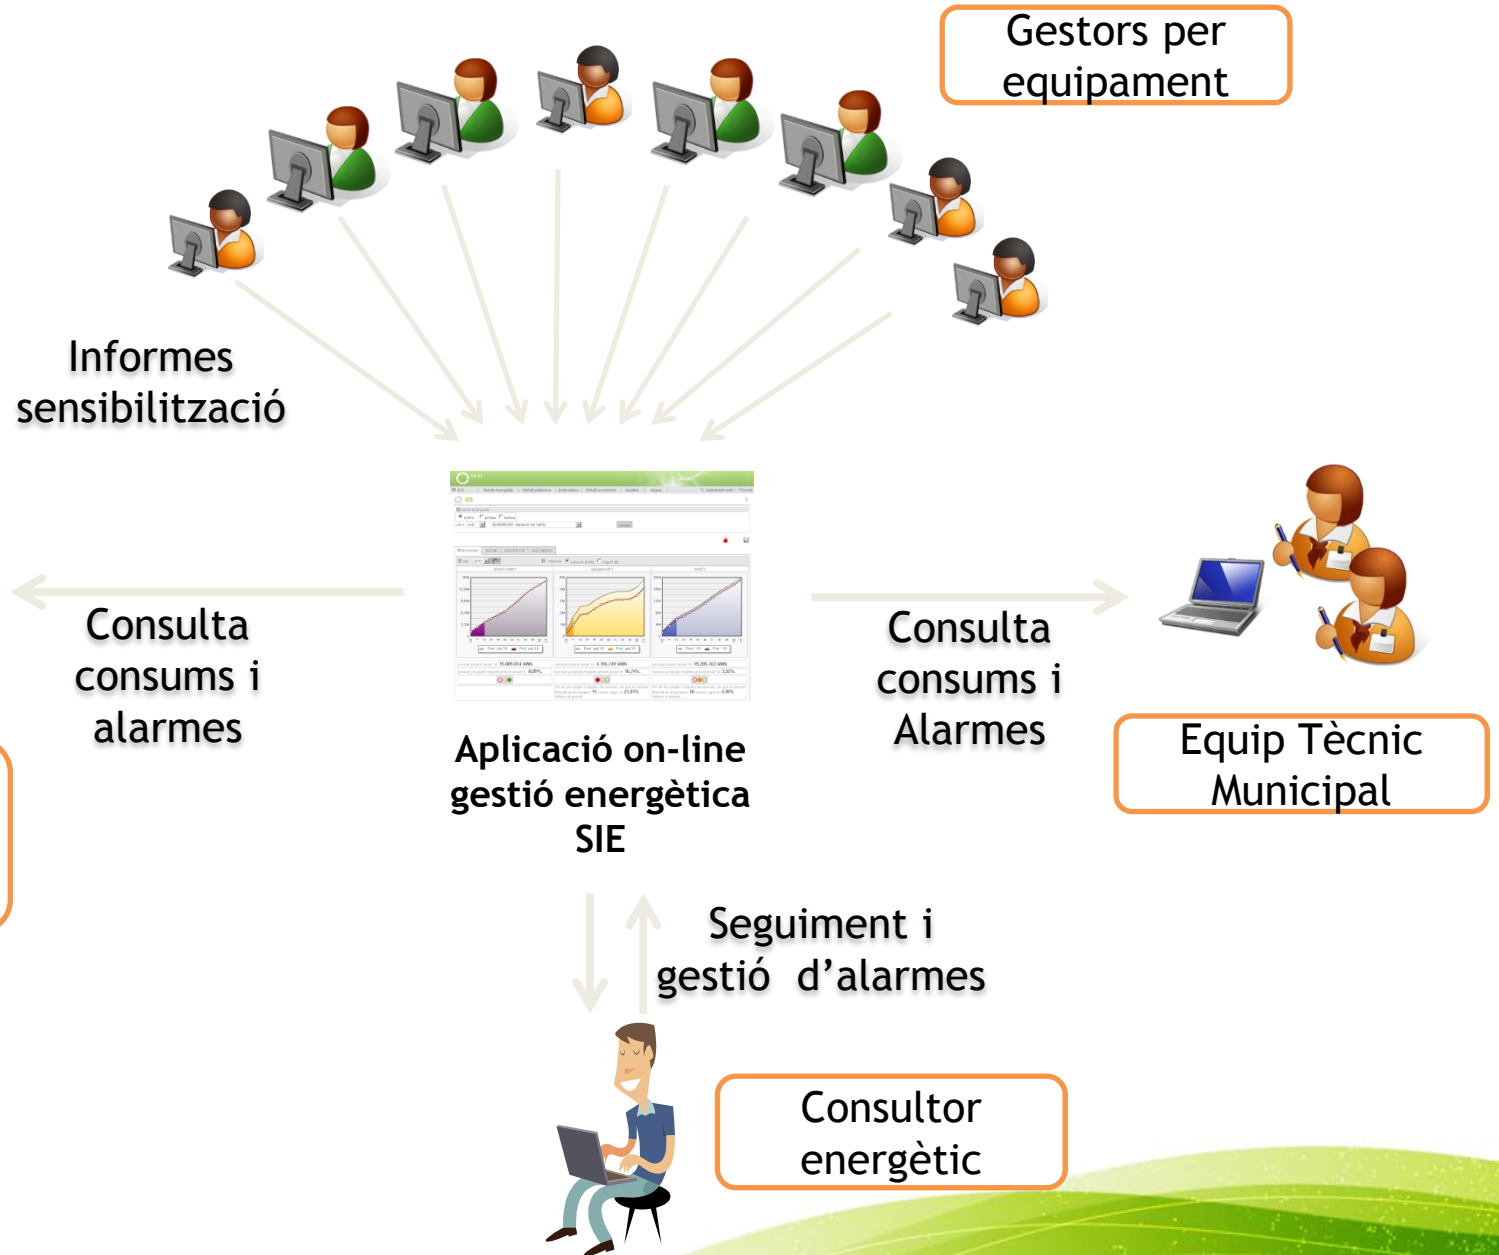 Gestors per
equipament
Informes
sensibilització
Consulta
consums i
alarmes
Consulta
consums i
Alarmes
Equip Tècnic
Municipal
Aplicació on-line
gestió energètica
SIE
Seguiment i
gestió d’alarmes
Consultor
energètic